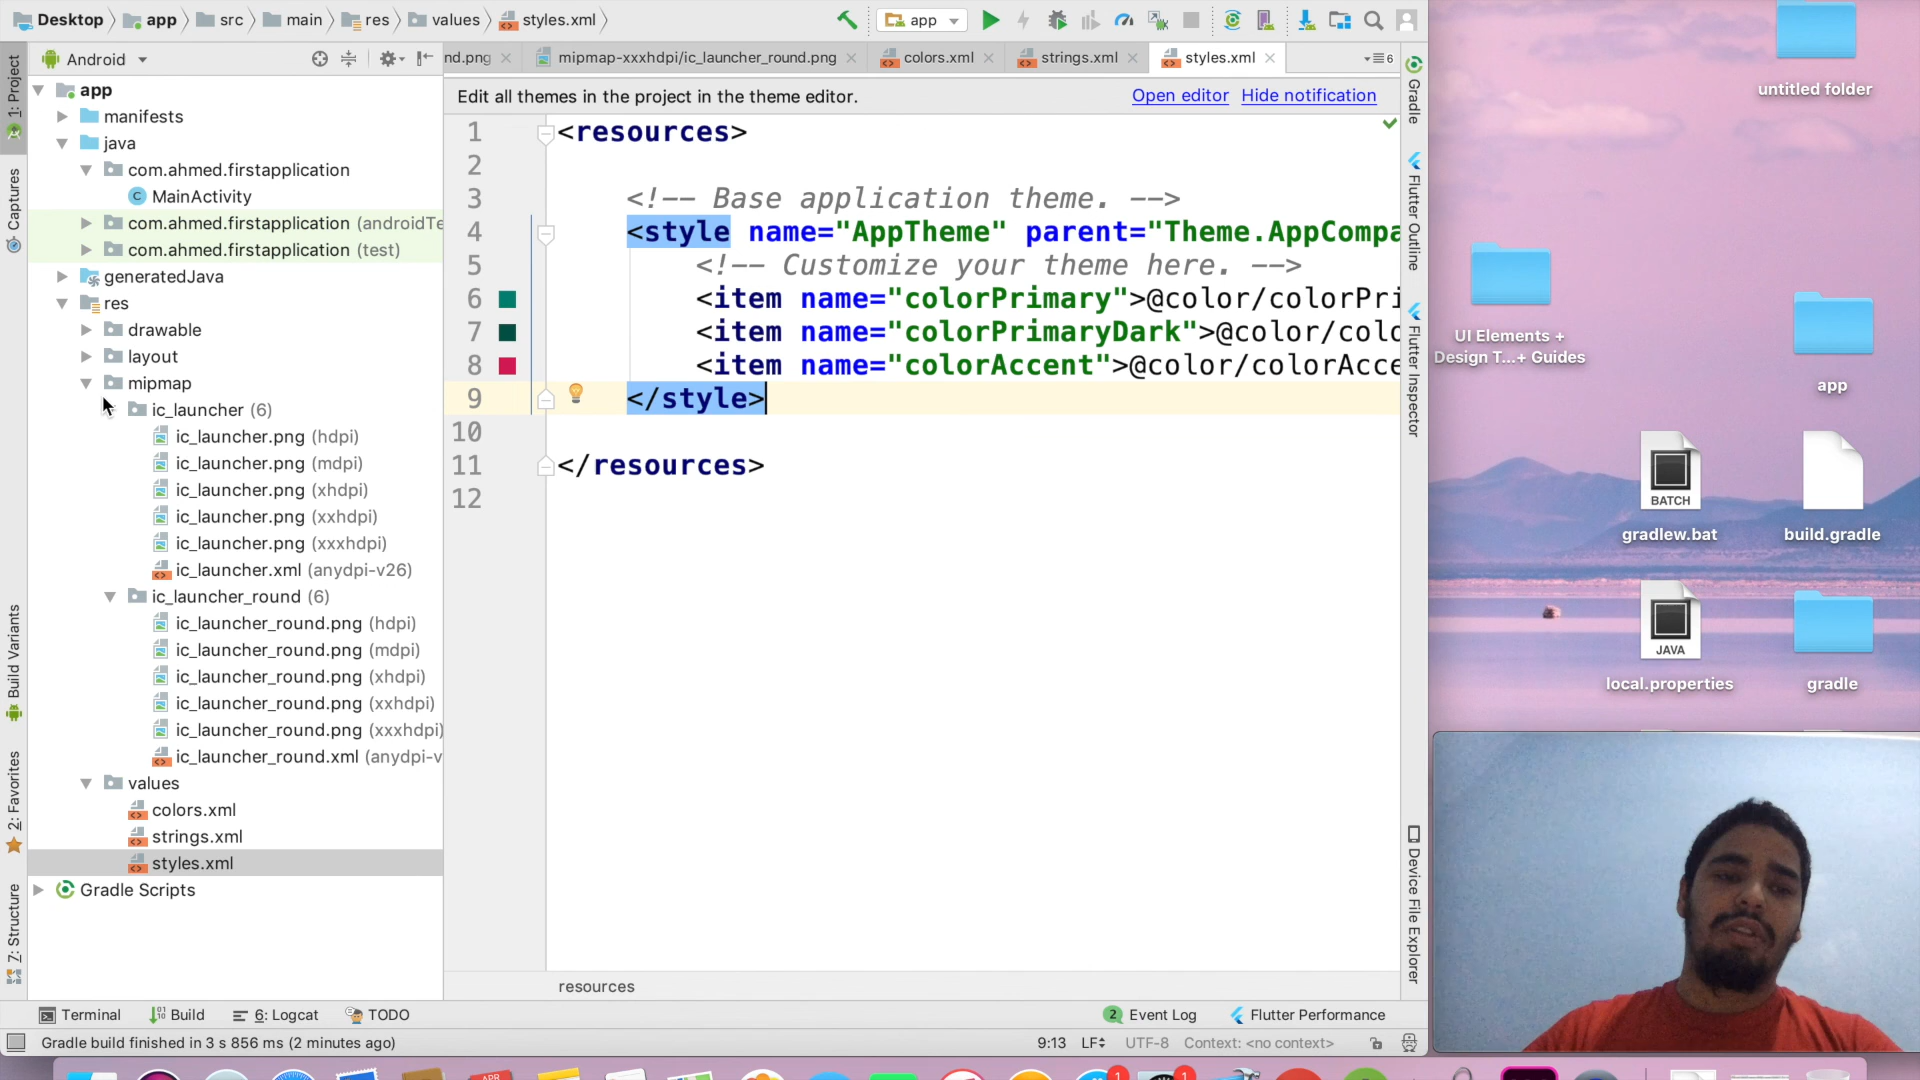 Desktop app src main res values styles.xml app
Android nd.png mipmap-xxxhdpi/ic_launcher_round.png colors.xml strings.xml styles.xml 6
Edit all themes in the project in the theme editor. Open editor Hide notification
1: Project
Captures
Build Variants
2: Favorites
7: Structure
app
manifests
java
com.ahmed.firstapplication
MainActivity
com.ahmed.firstapplication (androidTe
com.ahmed.firstapplication (test)
generatedJava
res
drawable
layout
mipmap
ic_launcher (6)
ic_launcher.png (hdpi)
ic_launcher.png (mdpi)
ic_launcher.png (xhdpi)
ic_launcher.png (xxhdpi)
ic_launcher.png (xxxhdpi)
ic_launcher.xml (anydpi-v26)
ic_launcher_round (6)
ic_launcher_round.png (hdpi)
ic_launcher_round.png (mdpi)
ic_launcher_round.png (xhdpi)
ic_launcher_round.png (xxhdpi)
ic_launcher_round.png (xxxhdpi)
ic_launcher_round.xml (anydpi-v
values
colors.xml
strings.xml
styles.xml
Gradle Scripts
1 <resources>
2
3 <!-- Base application theme. -->
4 <style name="AppTheme" parent="Theme.AppCompa
5 <!-- Customize your theme here. -->
6 <item name="colorPrimary">@color/colorPri
7 <item name="colorPrimaryDark">@color/colo
8 <item name="colorAccent">@color/colorAcce
9 </style>
10
11 </resources>
12
resources
Gradle
Flutter Outline
Flutter Inspector
Device File Explorer
Terminal Build 6: Logcat TODO 2 Event Log Flutter Performance
Gradle build finished in 3 s 856 ms (2 minutes ago) 9:13 LF UTF-8 Context: <no context>
untitled folder
UI Elements +
Design T...+ Guides
app
BATCH
gradlew.bat
build.gradle
JAVA
local.properties
gradle
APR
1
1